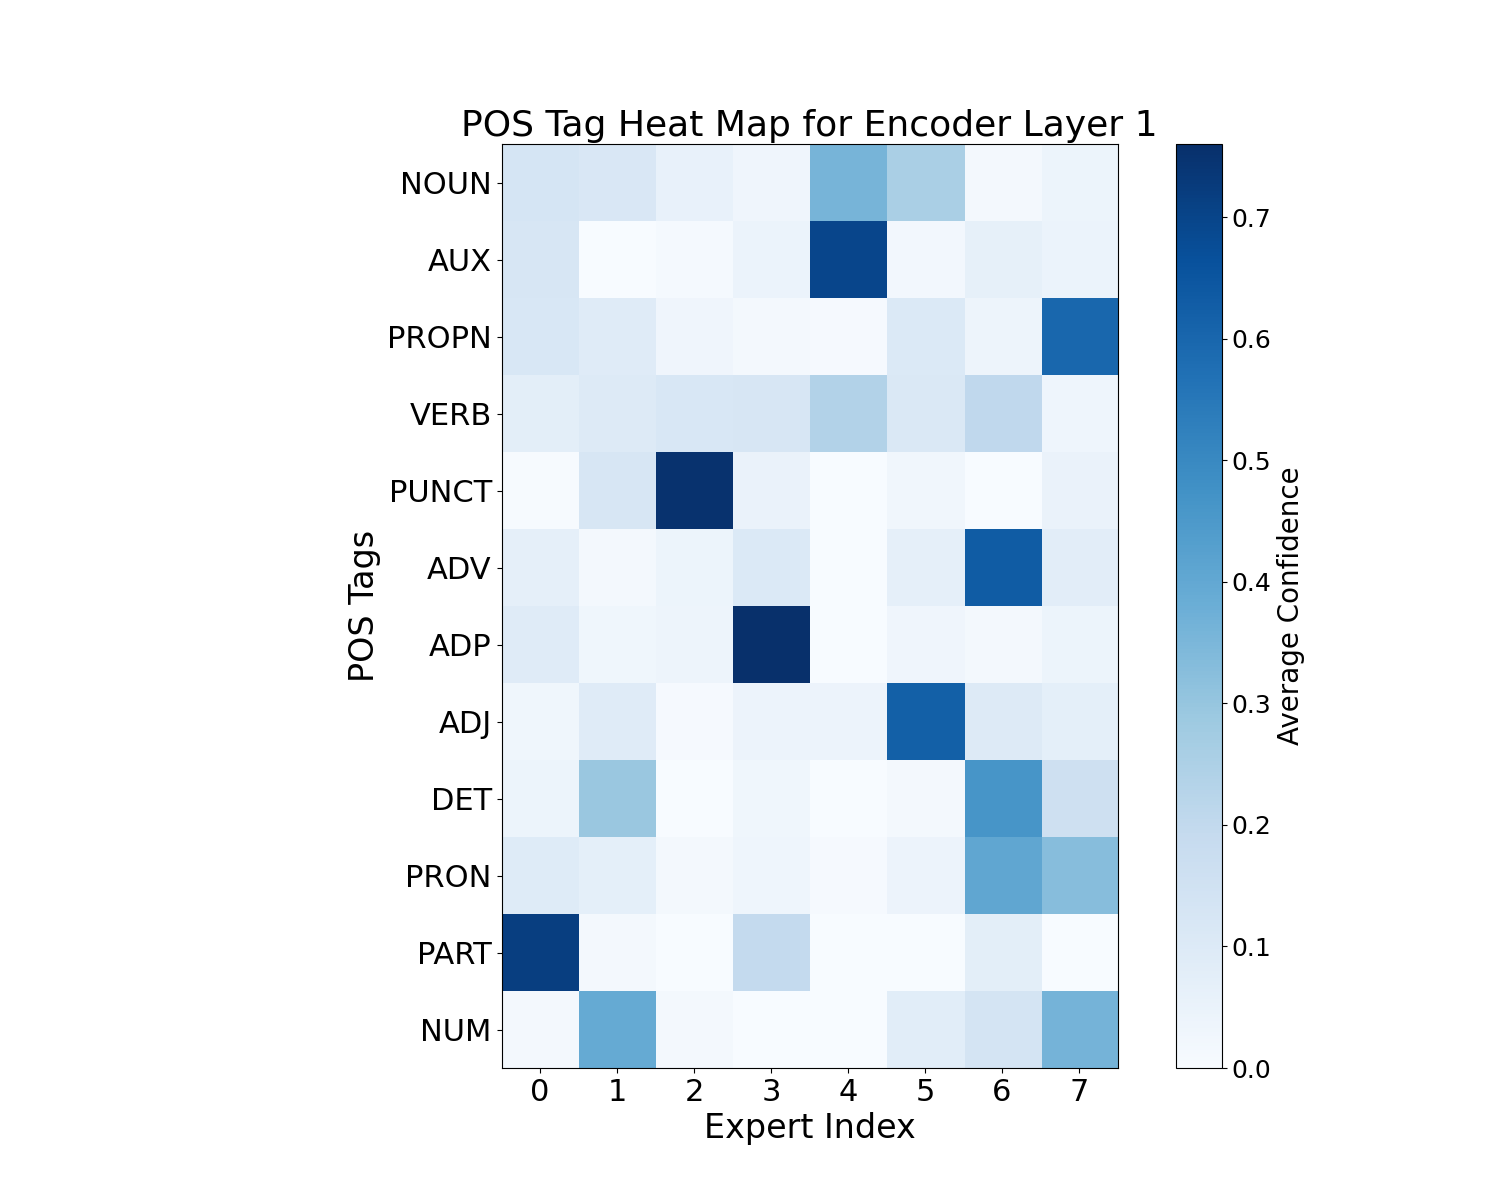 POS Tag Heat Map for Encoder Layer 1
POS Tags
NOUN
AUX
PROPN
VERB
PUNCT
ADV
ADP
ADJ
DET
PRON
PART
NUM
0 1 2 3 4 5 6 7
Expert Index
0.7
0.6
0.5
0.4
0.3
0.2
0.1
0.0
Average Confidence